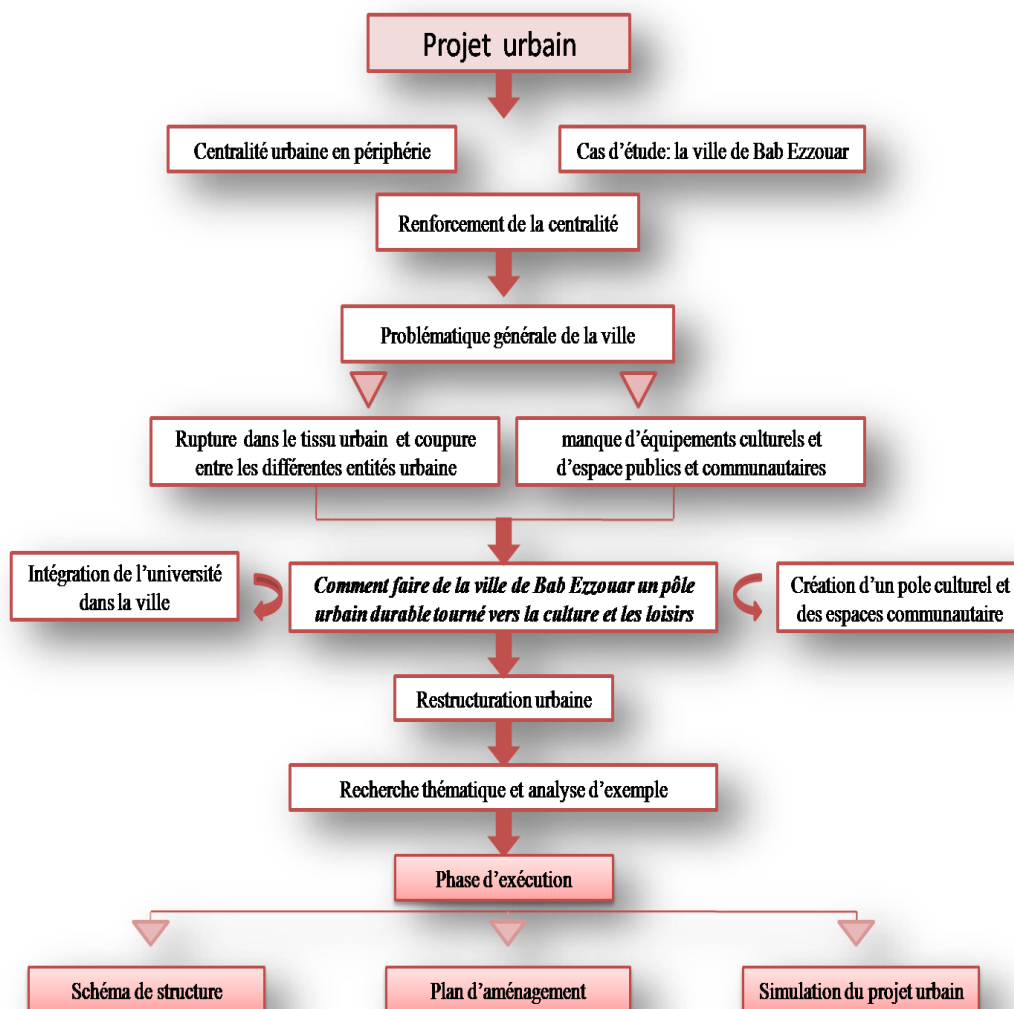 Projet urbain
Centralité urbaine en périphérie
Cas d'étude: la ville de Bab Ezzouar
Renforcement de la centralité
Problématique générale de la ville
Rupture dans le tissu urbain et coupure
entre les différentes entités urbaine
manque d'équipements culturels et
d'espace publics et communautaires
Intégration de l'université
dans la ville
Comment faire de la ville de Bab Ezzouar un pôle
urbain durable tourné vers la culture et les loisirs
Création d'un pole culturel et
des espaces communautaire
Restructuration urbaine
Recherche thématique et analyse d'exemple
Phase d'exécution
Schéma de structure
Plan d'aménagement
Simulation du projet urbain